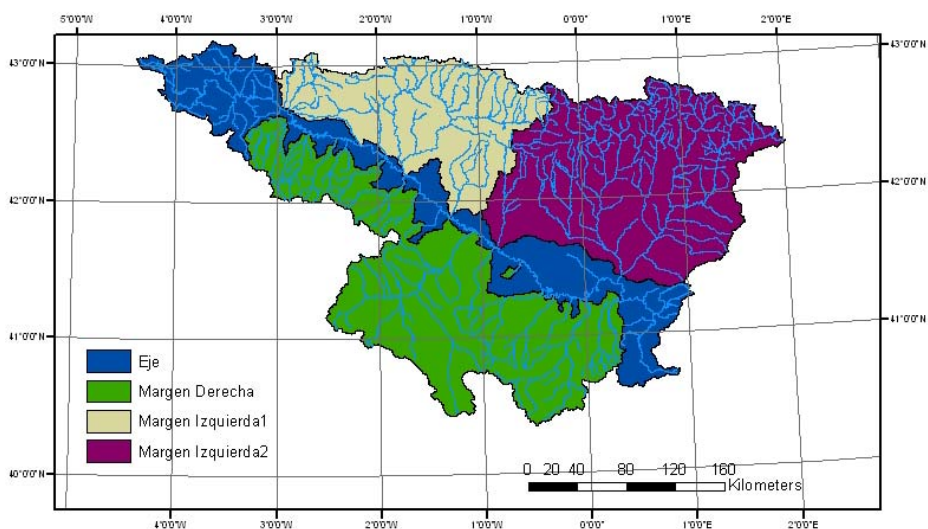 5°0'0"W 4°0'0"W 3°0'0"W 2°0'0"W 1°0'0"W 0°0'0"E 1°0'0"E 2°0'0"E
43°0'0"N 43°0'0"N
42°0'0"N 42°0'0"N
41°0'0"N 41°0'0"N
40°0'0"N
Eje
Margen Derecha
Margen Izquierda1
Margen Izquierda2
0 20 40 80 120 160
Kilometers
4°0'0"W 3°0'0"W 2°0'0"W 1°0'0"W 0°0'0"E 1°0'0"E 2°0'0"E